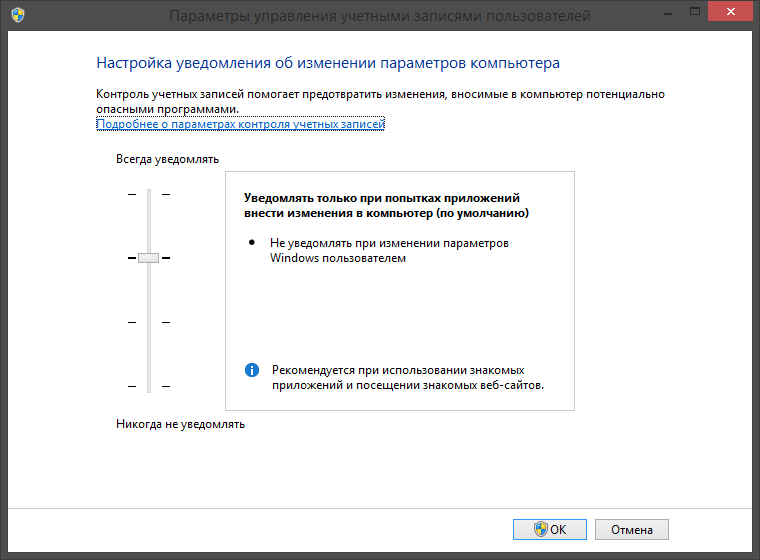 Параметры управления учетными записями пользователей
Настройка уведомления об изменении параметров компьютера
Контроль учетных записей помогает предотвратить изменения, вносимые в компьютер потенциально
опасными программами.
Подробнее о параметрах контроля учетных записей
Всегда уведомлять
Уведомлять только при попытках приложений
внести изменения в компьютер (по умолчанию)
● Не уведомлять при изменении параметров
Windows пользователем
Рекомендуется при использовании знакомых
приложений и посещении знакомых веб-сайтов.
Никогда не уведомлять
OK
Отмена